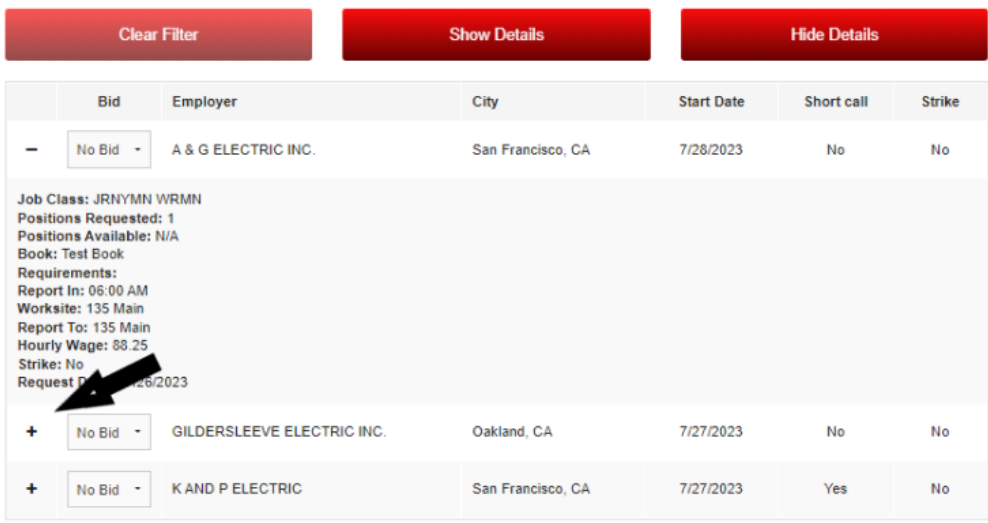 Clear Filter Show Details Hide Details
Bid Employer City Start Date Short call Strike
− No Bid A & G ELECTRIC INC. San Francisco, CA 7/28/2023 No No
Job Class: JRNYMN WRMN
Positions Requested: 1
Positions Available: N/A
Book: Test Book
Requirements:
Report In: 06:00 AM
Worksite: 135 Main
Report To: 135 Main
Hourly Wage: 88.25
Strike: No
Request 26/2023
+ No Bid GILDERSLEEVE ELECTRIC INC. Oakland, CA 7/27/2023 No No
+ No Bid K AND P ELECTRIC San Francisco, CA 7/27/2023 Yes No